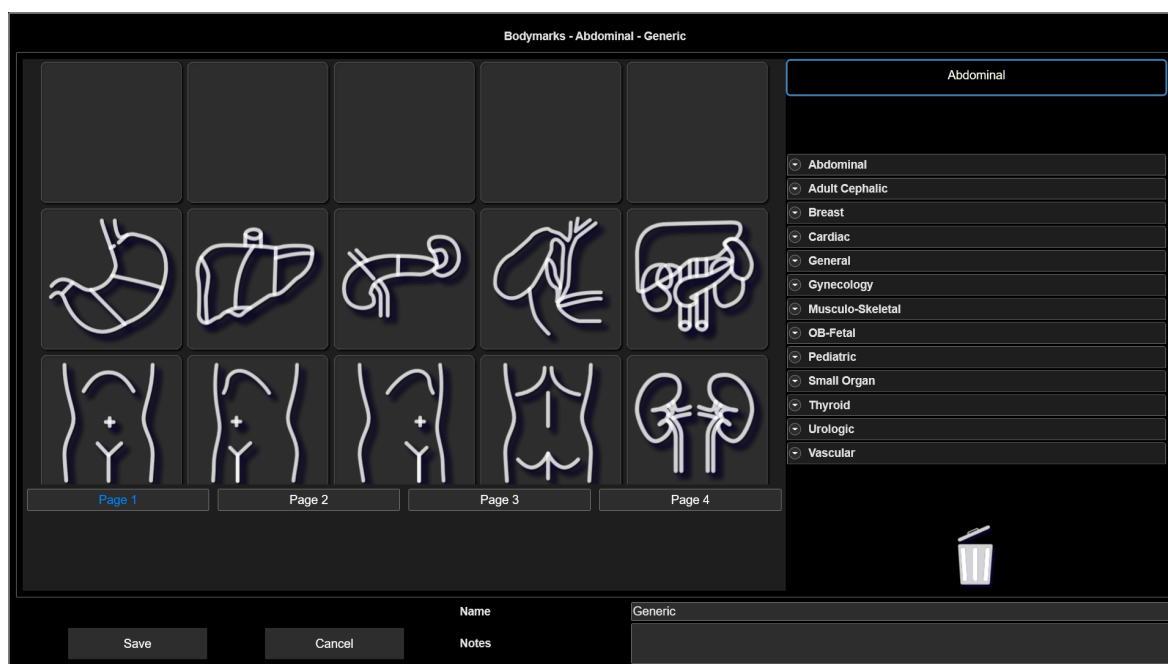 Bodymarks - Abdominal - Generic
Abdominal
Abdominal
Adult Cephalic
Breast
Cardiac
General
Gynecology
Musculo-Skeletal
OB-Fetal
Pediatric
Small Organ
Thyroid
Urologic
Vascular
Page 1 Page 2 Page 3 Page 4
Name Generic
Save Cancel Notes